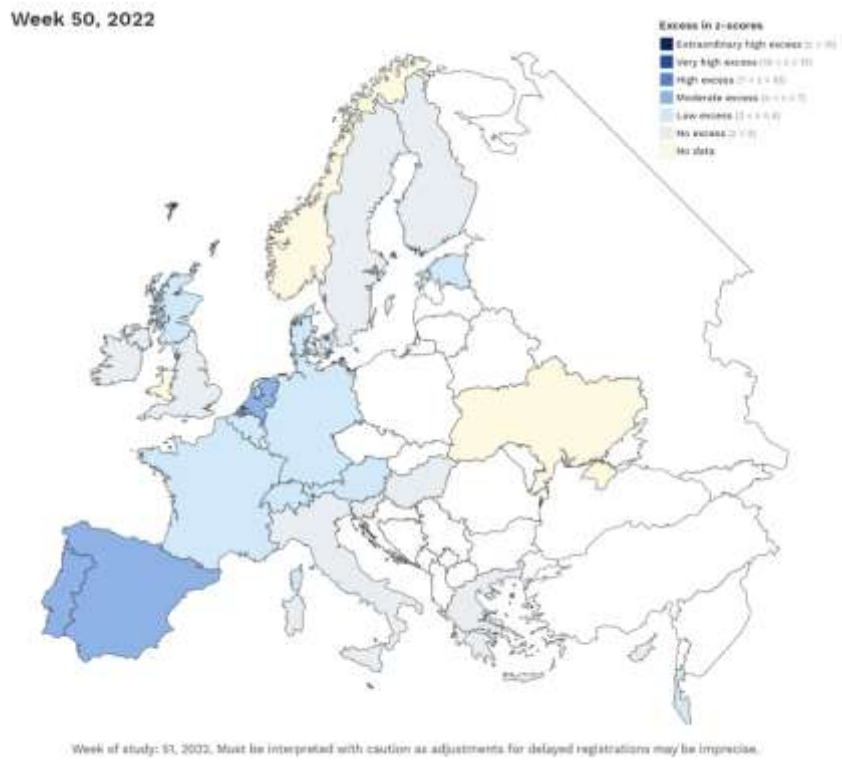 Week 50, 2022
Excess in z-scores
Extraordinary high excess
Very high excess
High excess
Moderate excess
Low excess
No excess
No data
Week of study: 51, 2022. Must be interpreted with caution as adjustments for delayed registrations may be imprecise.